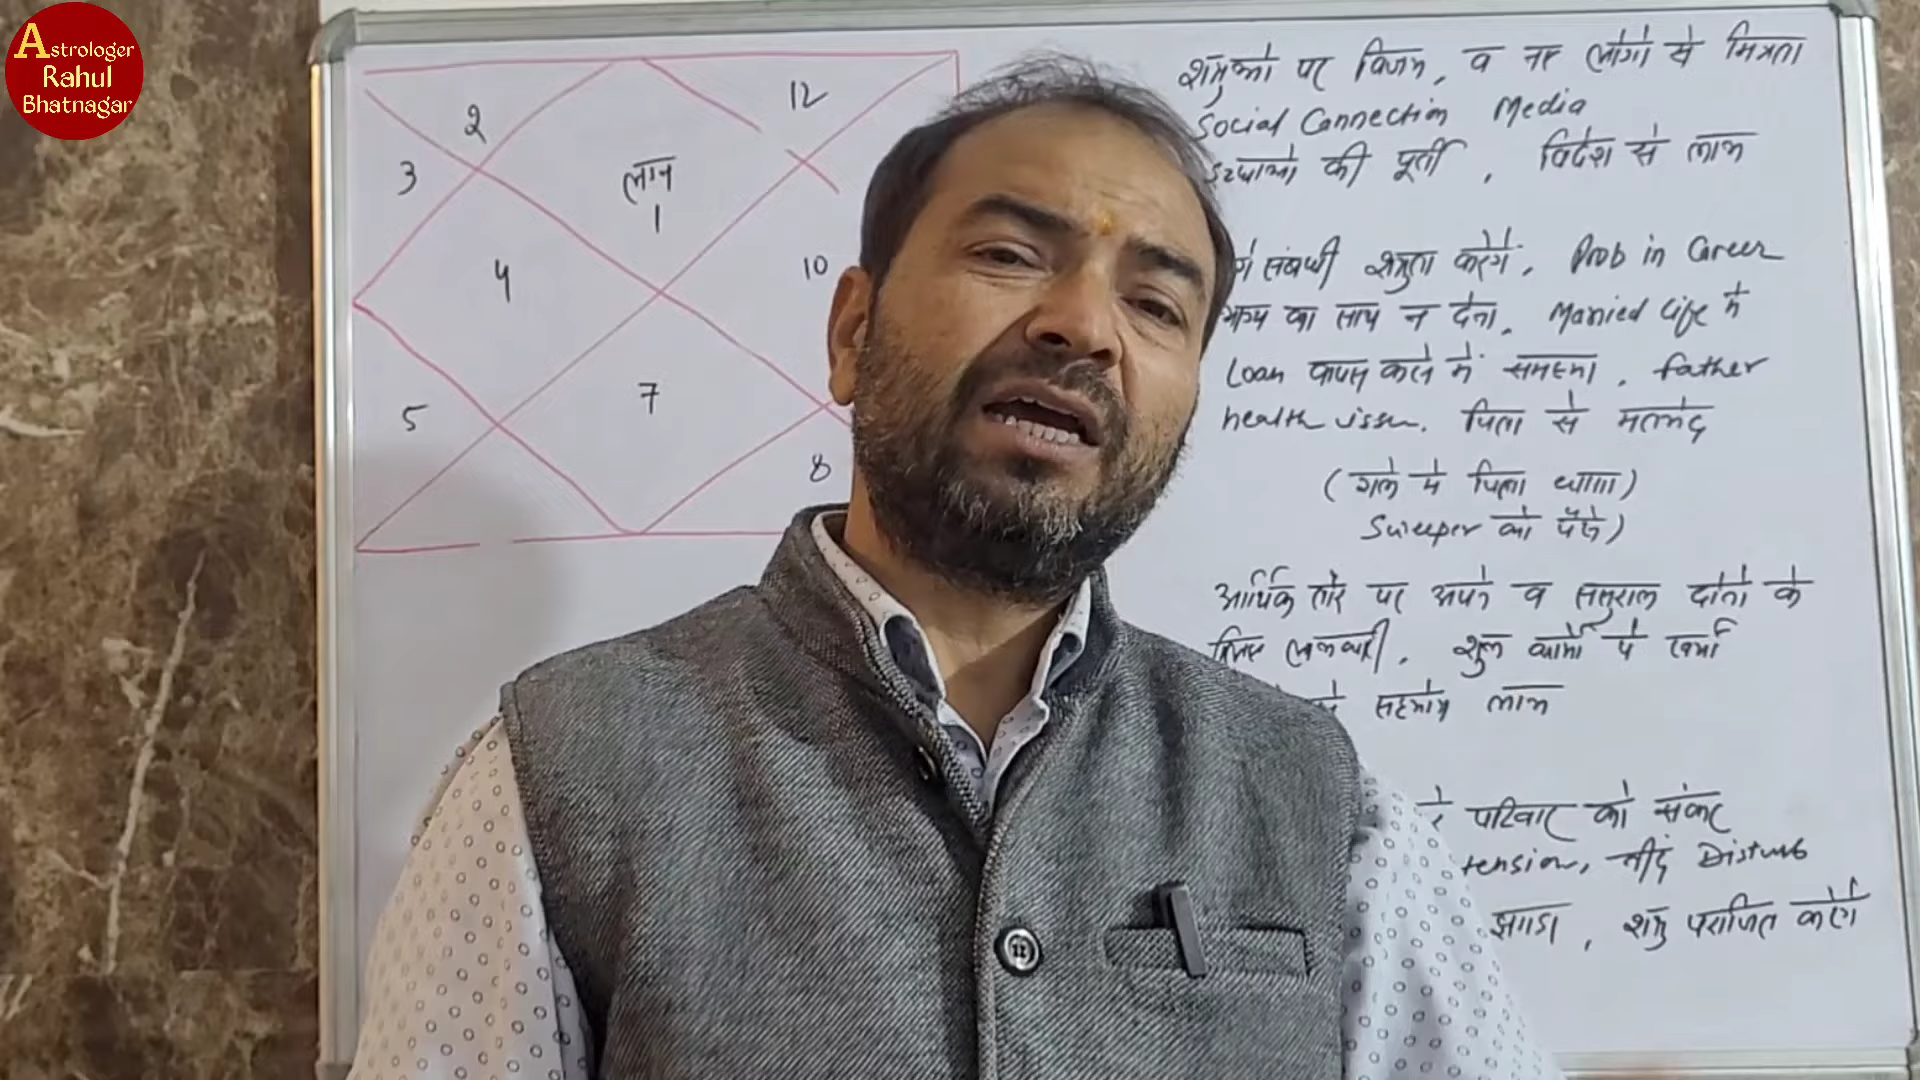 Astrologer
Rahul
Bhatnagar
2
12
3
लग्न
1
4
10
5
7
8
शत्रुओ पर विजय, व नए लोगो से मित्रता
Social Connection Media
इच्छाओ की पूर्ती, विदेश से लाभ
संबधी शत्रुता करेगें, Prob in Career
भाग्य का साथ न देना, Married life मे
Loan वापस करने में समस्या, father
health issue, पिता से मतभेद
(गले मे पिला धागा)
Sweeper को पैसे)
आर्थिक तौर पर अपने व ससुराल दोनो के
लिए लाभकारी, शुभ कार्यो पे खर्चा
से सहयोग लाभ
परिवार को संकट
tension, नींद Disturb
झगडा, शत्रु पराजित करेगे